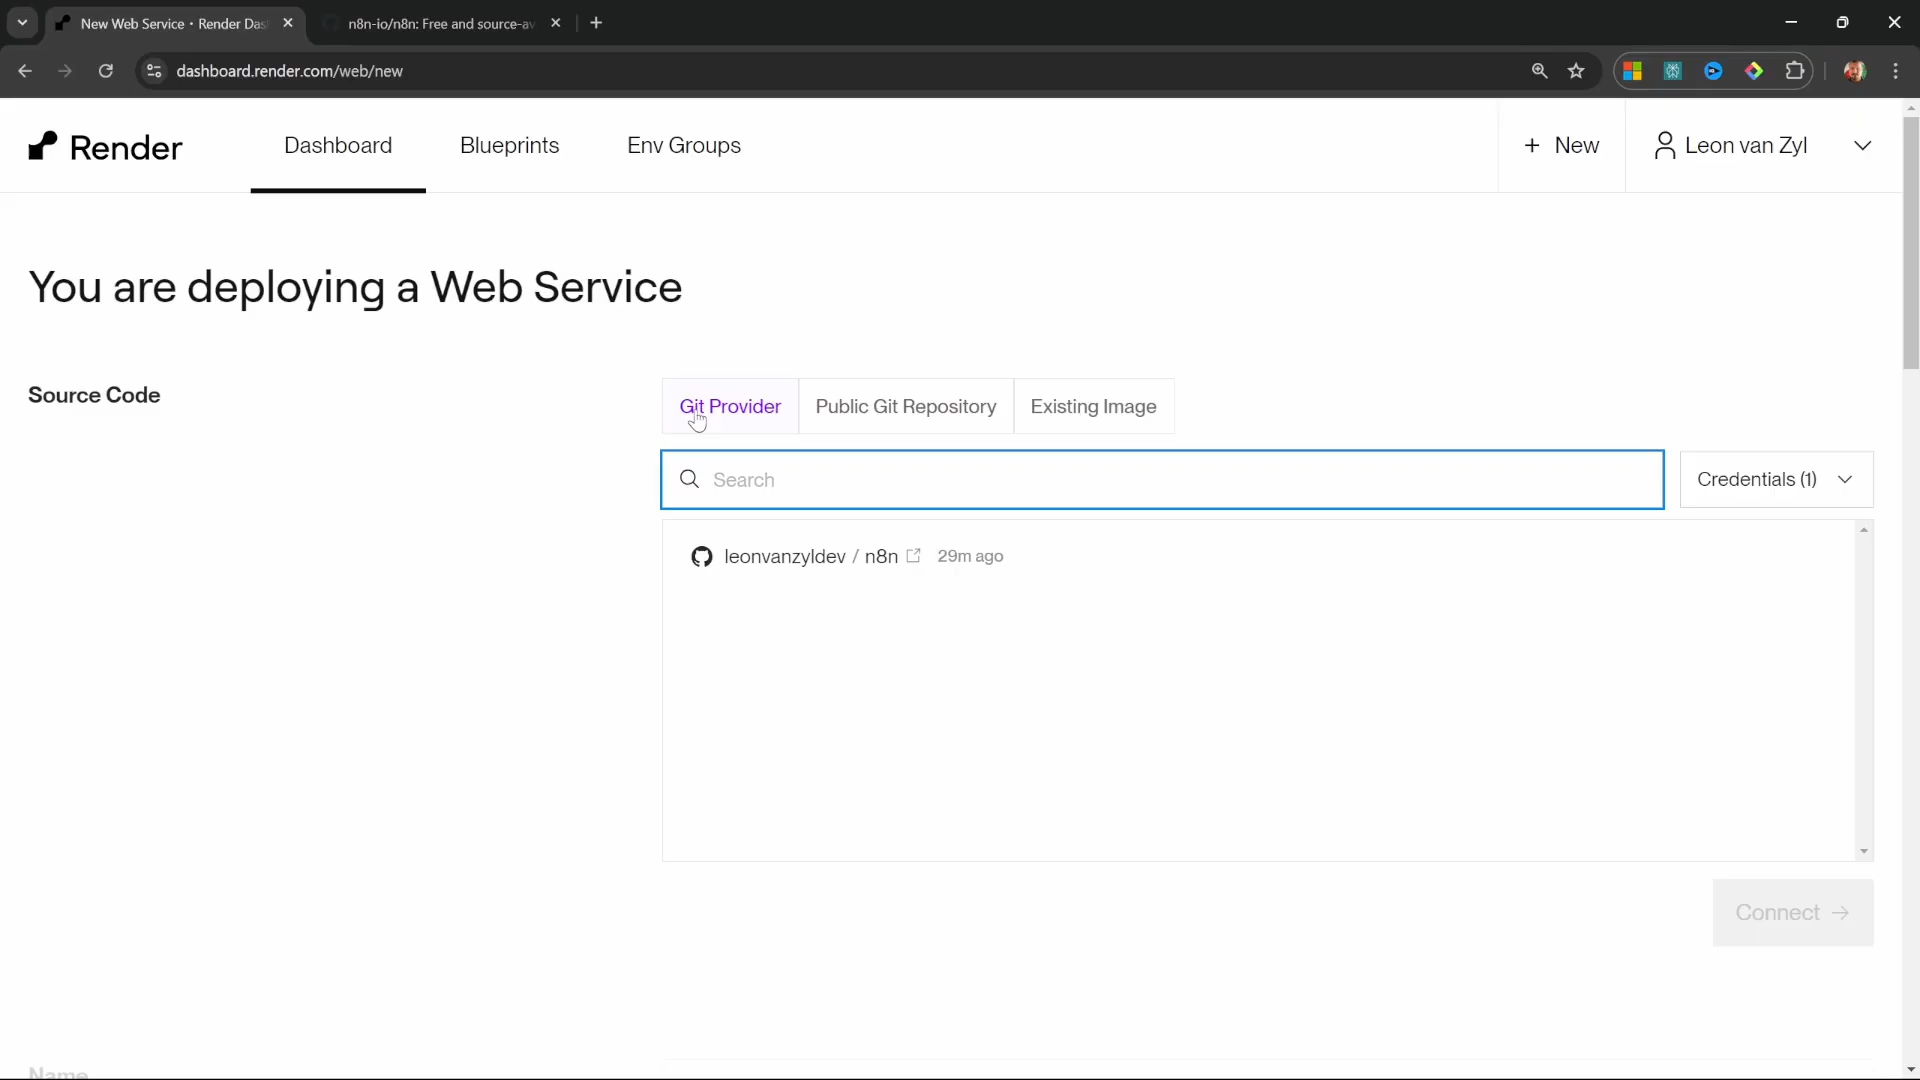 New Web Service • Render Das
n8n-io/n8n: Free and source-av
dashboard.render.com/web/new
Render
Dashboard
Blueprints
Env Groups
+ New
Leon van Zyl
You are deploying a Web Service
Source Code
Git Provider
Public Git Repository
Existing Image
Search
Credentials (1)
leonvanzyldev / n8n
29m ago
Connect →
Name